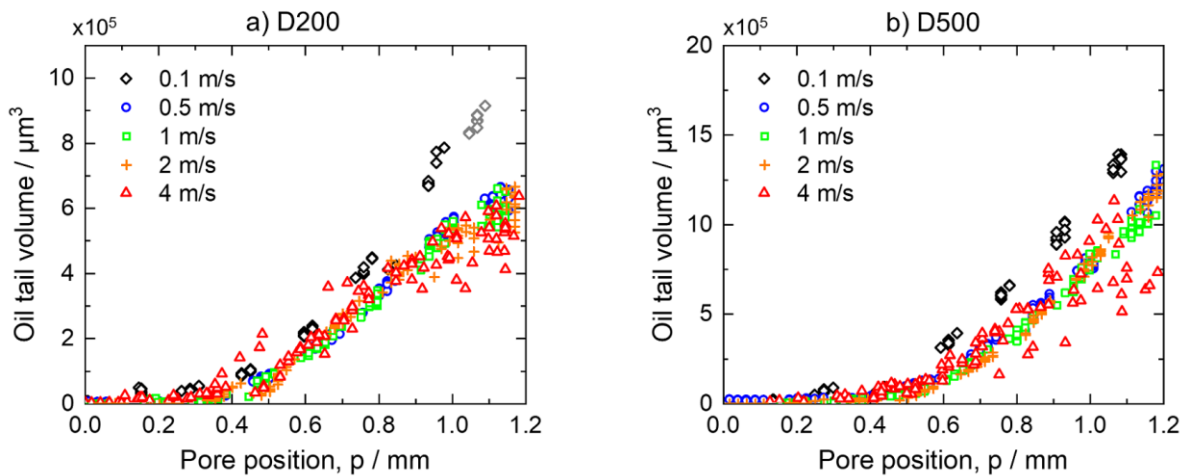 x10⁵
a) D200
10
8
6
4
2
0
0.0 0.2 0.4 0.6 0.8 1.0 1.2
Oil tail volume / µm³
Pore position, p / mm
0.1 m/s
0.5 m/s
1 m/s
2 m/s
4 m/s
x10⁵
b) D500
20
15
10
5
0
0.0 0.2 0.4 0.6 0.8 1.0 1.2
Oil tail volume / µm³
Pore position, p / mm
0.1 m/s
0.5 m/s
1 m/s
2 m/s
4 m/s